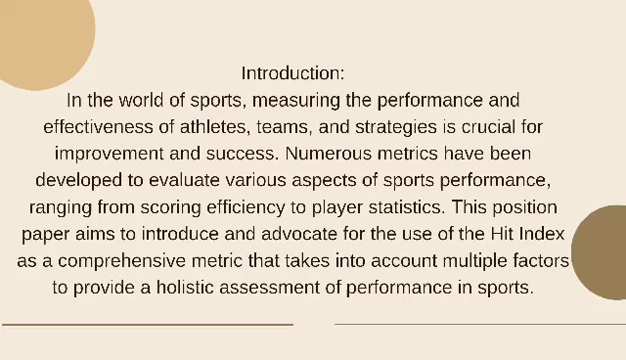 Introduction:
In the world of sports, measuring the performance and
effectiveness of athletes, teams, and strategies is crucial for
improvement and success. Numerous metrics have been
developed to evaluate various aspects of sports performance,
ranging from scoring efficiency to player statistics. This position
paper aims to introduce and advocate for the use of the Hit Index
as a comprehensive metric that takes into account multiple factors
to provide a holistic assessment of performance in sports.